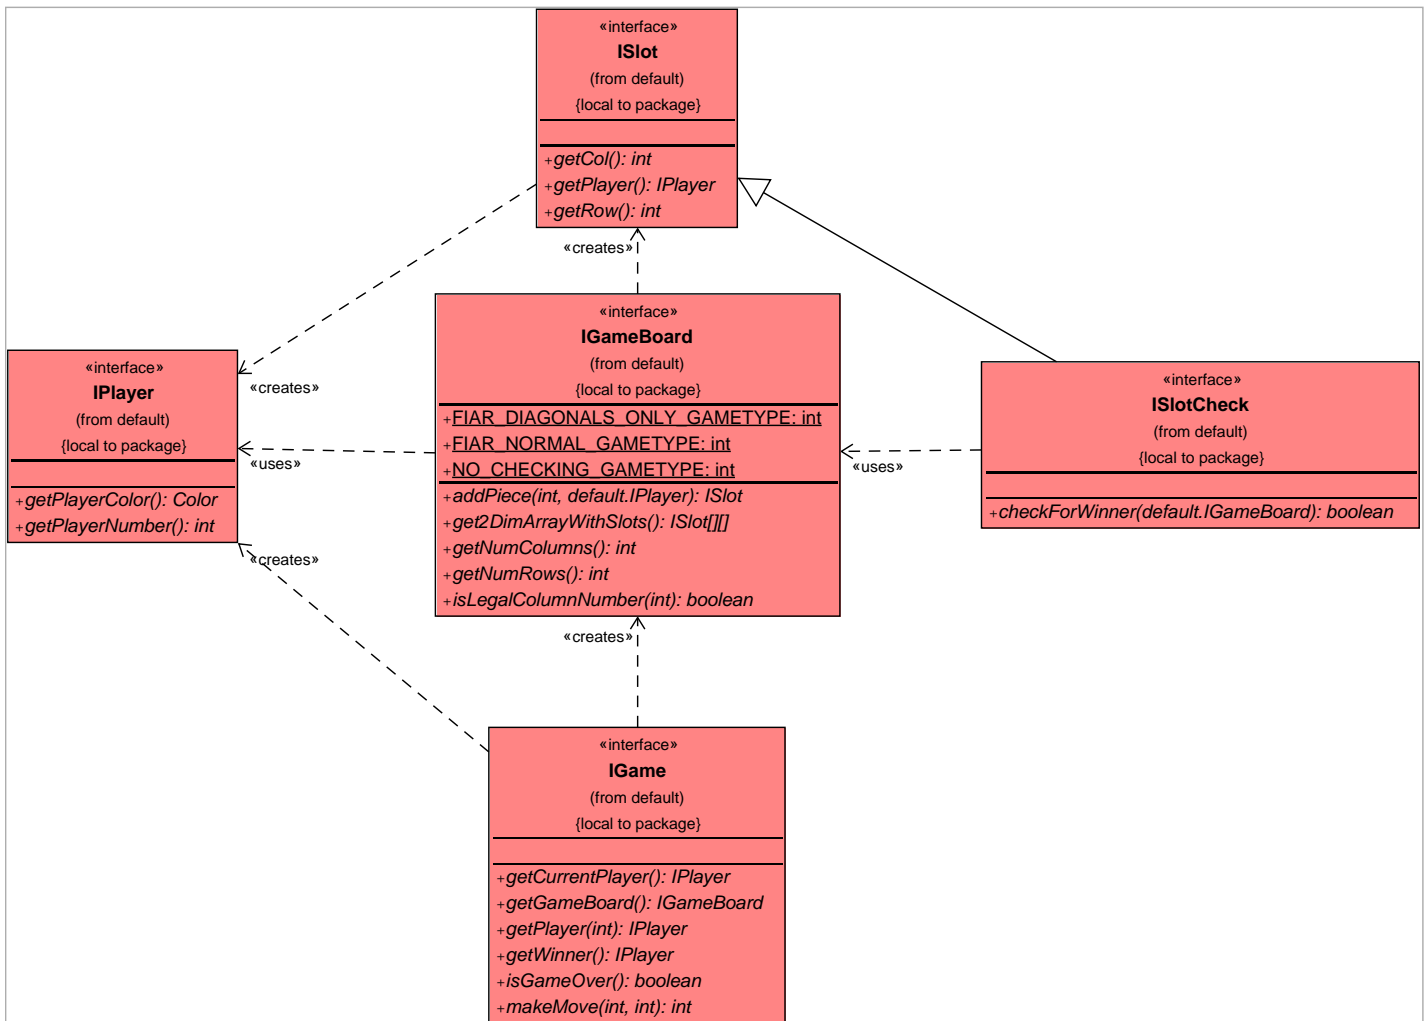 «interface»
ISlot
(from default)
{local to package}
+getCol(): int
+getPlayer(): IPlayer
+getRow(): int
«creates»
«interface»
IGameBoard
(from default)
{local to package}
+FIAR_DIAGONALS_ONLY_GAMETYPE: int
+FIAR_NORMAL_GAMETYPE: int
+NO_CHECKING_GAMETYPE: int
+addPiece(int, default.IPlayer): ISlot
+get2DimArrayWithSlots(): ISlot[][]
+getNumColumns(): int
+getNumRows(): int
+isLegalColumnNumber(int): boolean
«interface»
IPlayer
(from default)
{local to package}
+getPlayerColor(): Color
+getPlayerNumber(): int
«creates»
«uses»
«creates»
«interface»
ISlotCheck
(from default)
{local to package}
+checkForWinner(default.IGameBoard): boolean
«uses»
«creates»
«interface»
IGame
(from default)
{local to package}
+getCurrentPlayer(): IPlayer
+getGameBoard(): IGameBoard
+getPlayer(int): IPlayer
+getWinner(): IPlayer
+isGameOver(): boolean
+makeMove(int, int): int